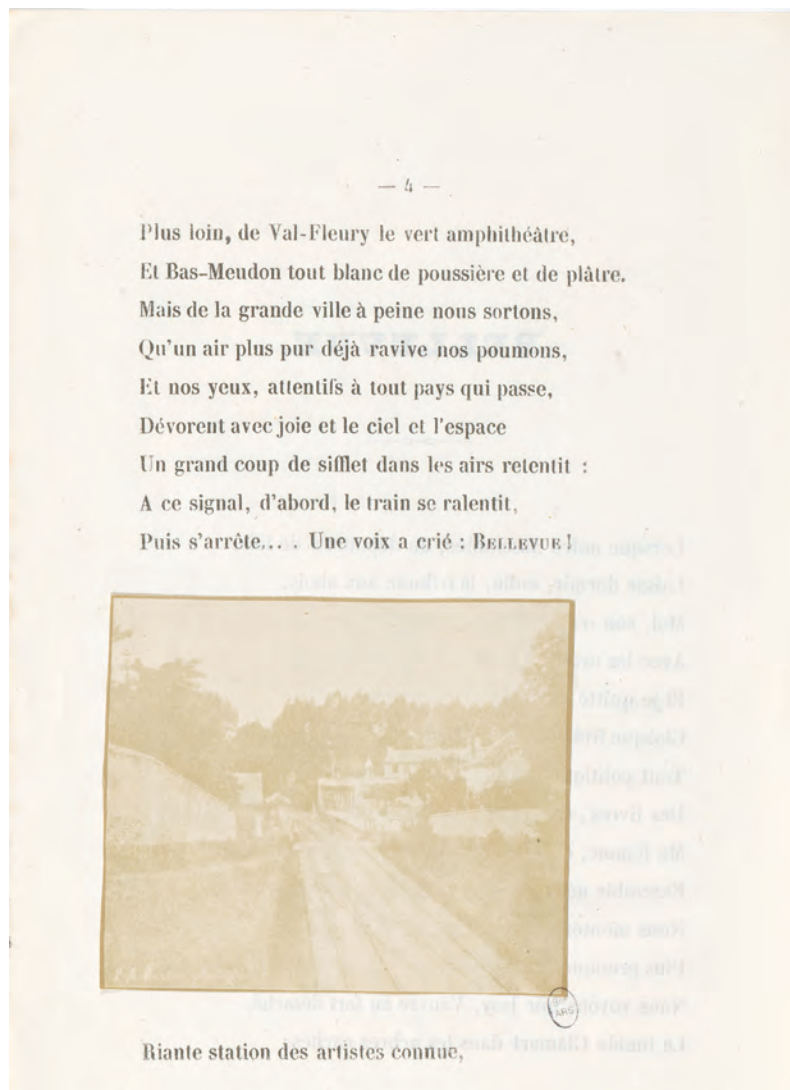 — 4 —
Plus loin, de Val-Fleury le vert amphithéâtre,
Et Bas-Meudon tout blanc de poussière et de plâtre.
Mais de la grande ville à peine nous sortons,
Qu'un air plus pur déjà ravive nos poumons,
Et nos yeux, attentifs à tout pays qui passe,
Dévorent avec joie et le ciel et l'espace
Un grand coup de sifflet dans les airs retentit :
A ce signal, d'abord, le train se ralentit,
Puis s'arrête... . Une voix a crié : BELLEVUE !
ARS
Riante station des artistes connue,